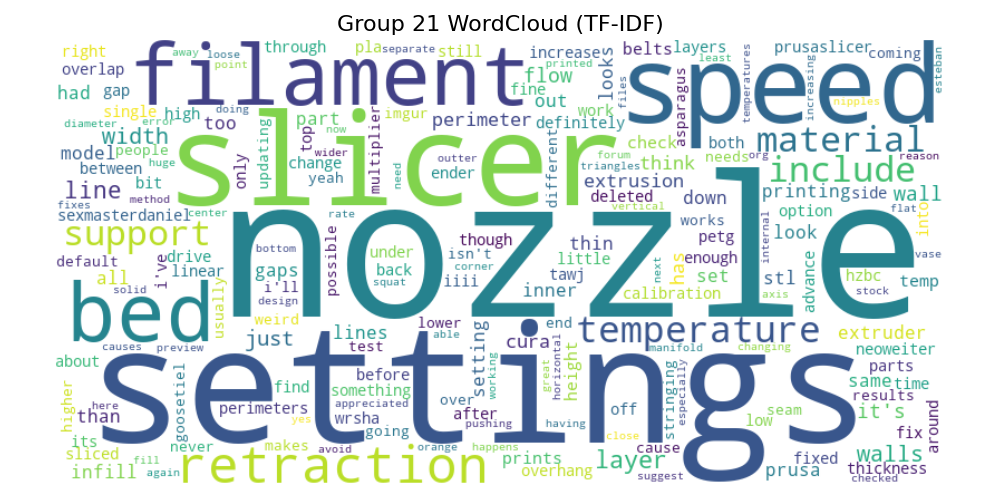 Group 21 WordCloud (TF-IDF)
right
away
loose
through
pla
separate
still
increases
belts
layers
prusaslicer
coming
filament
speed
overlap
point
printed
looks
least
esteban
had
gap
flow
fine
out
files
asparagus
temperatures
increasing
nipples
single
doing
part
imgur
perimeter
work
definitely
diameter
error
high
too
top
now
multiplier
check
both
material
width
slicer
model
people
between
huge
only
updating
change
wider
yeah
need
ender
outter
forum
triangles
different
think
needs
org
include
reason
line
bit
method
extrusion
deleted
down
printing
side
wall
fixes
sexmasterdaniel
center
rate
vertical
works
option
flat
into
support
nozzle
bottom
under
isn't
though
thin
petg
internal
look
vase
default
i've
drive
possible
back
corner
little
enough
has
advance
all
linear
gaps
squat
iiii
tawj
next
set
stl
hzbc
temp
solid
usually
i'll
design
inner
calibration
axis
stock
bed
weird
just
lines
lower
able
setting
end
temperature
extruder
causes
preview
test
cura
horizontal
great
height
manifold
changing
neoweiter
about
settings
before
working
parts
find
something
over
off
stringing
especially
same
time
higher
here
than
goosetiel
perimeters
appreciated
having
results
it's
yes
wrsha
after
pushing
low
seam
around
its
never
makes
avoid
going
orange
happens
cause
close
fix
sliced
fill
retraction
prints
layer
fixed
walls
infill
again
overhang
suggest
prusa
thickness
checked